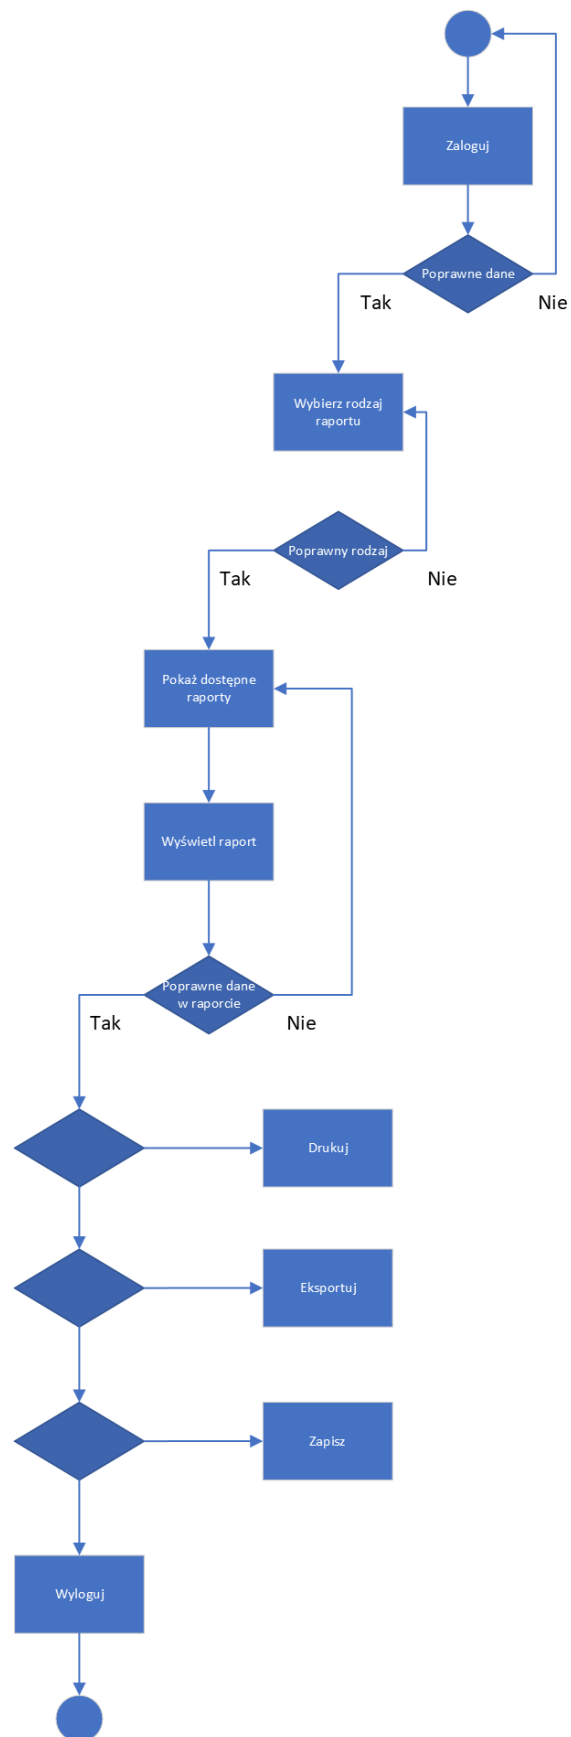 Zaloguj
Poprawne dane
Tak
Nie
Wybierz rodzaj
raportu
Poprawny rodzaj
Tak
Nie
Pokaż dostępne
raporty
Wyświetl raport
Poprawne dane
w raporcie
Tak
Nie
Drukuj
Eksportuj
Zapisz
Wyloguj